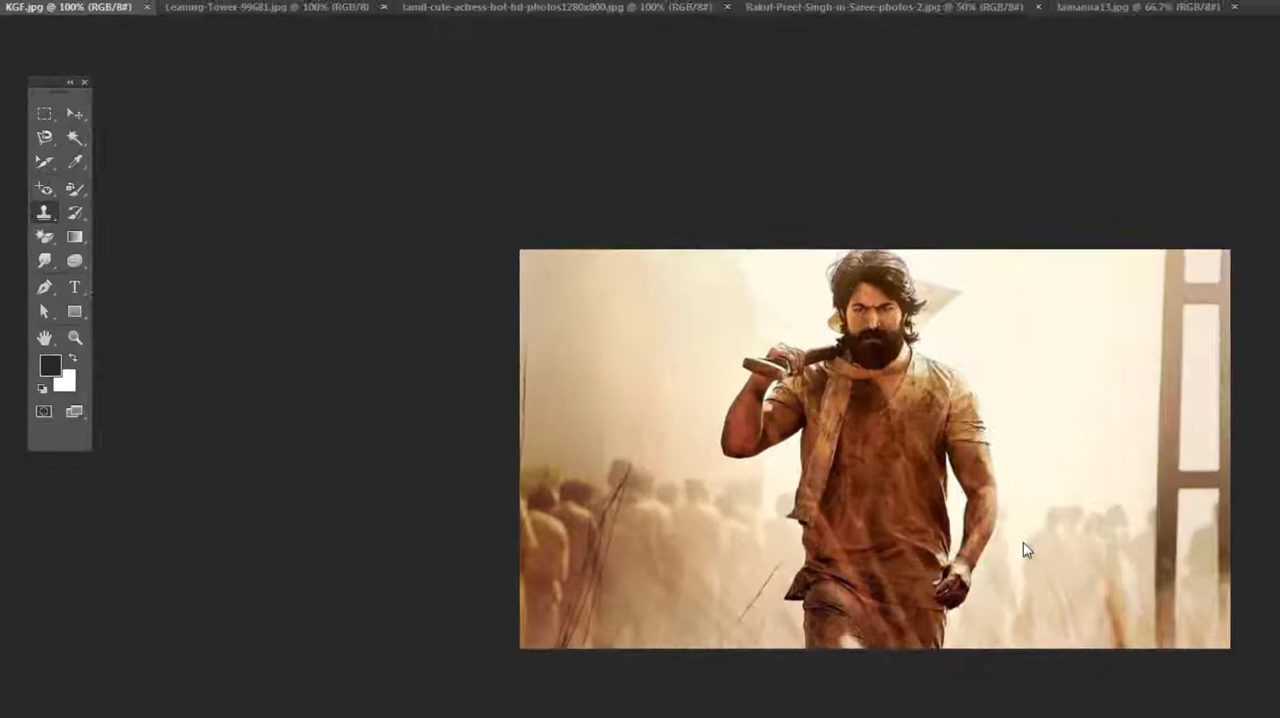 KGF.jpg @ 100% (RGB/8#) × Leaning-Tower-99681.jpg @ 100% (RGB/8) × tamil-cute-actress-hot-hd-photos1280x800.jpg @ 100% (RGB/8#) × Rakul-Preet-Singh-in-Saree-photos-2.jpg @ 50% (RGB/8#) × tamanna13.jpg @ 66.7% (RGB/8#) ×